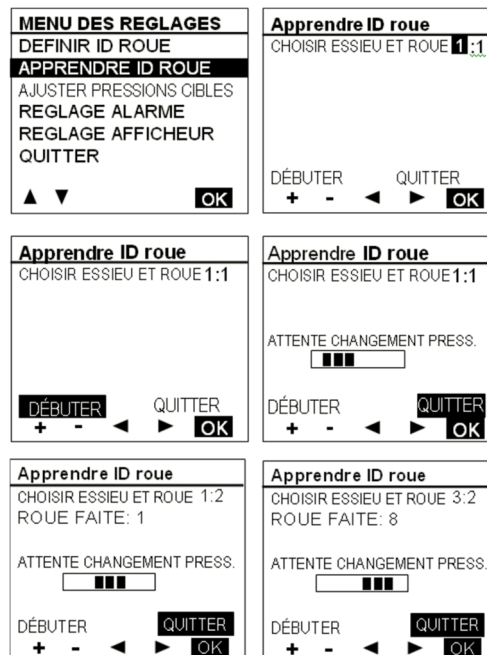 MENU DES REGLAGES
DEFINIR ID ROUE
APPRENDRE ID ROUE
AJUSTER PRESSIONS CIBLES
REGLAGE ALARME
REGLAGE AFFICHEUR
QUITTER
▲ ▼ OK
Apprendre ID roue
CHOISIR ESSIEU ET ROUE 1 :1
DÉBUTER QUITTER
+ - ◄ ► OK
Apprendre ID roue
CHOISIR ESSIEU ET ROUE 1:1
DÉBUTER QUITTER
+ - ◄ ► OK
Apprendre ID roue
CHOISIR ESSIEU ET ROUE 1:1
ATTENTE CHANGEMENT PRESS.
DÉBUTER QUITTER
+ - ◄ ► OK
Apprendre ID roue
CHOISIR ESSIEU ET ROUE 1:2
ROUE FAITE: 1
ATTENTE CHANGEMENT PRESS.
DÉBUTER QUITTER
+ - ◄ ► OK
Apprendre ID roue
CHOISIR ESSIEU ET ROUE 3:2
ROUE FAITE: 8
ATTENTE CHANGEMENT PRESS.
DÉBUTER QUITTER
+ - ◄ ► OK